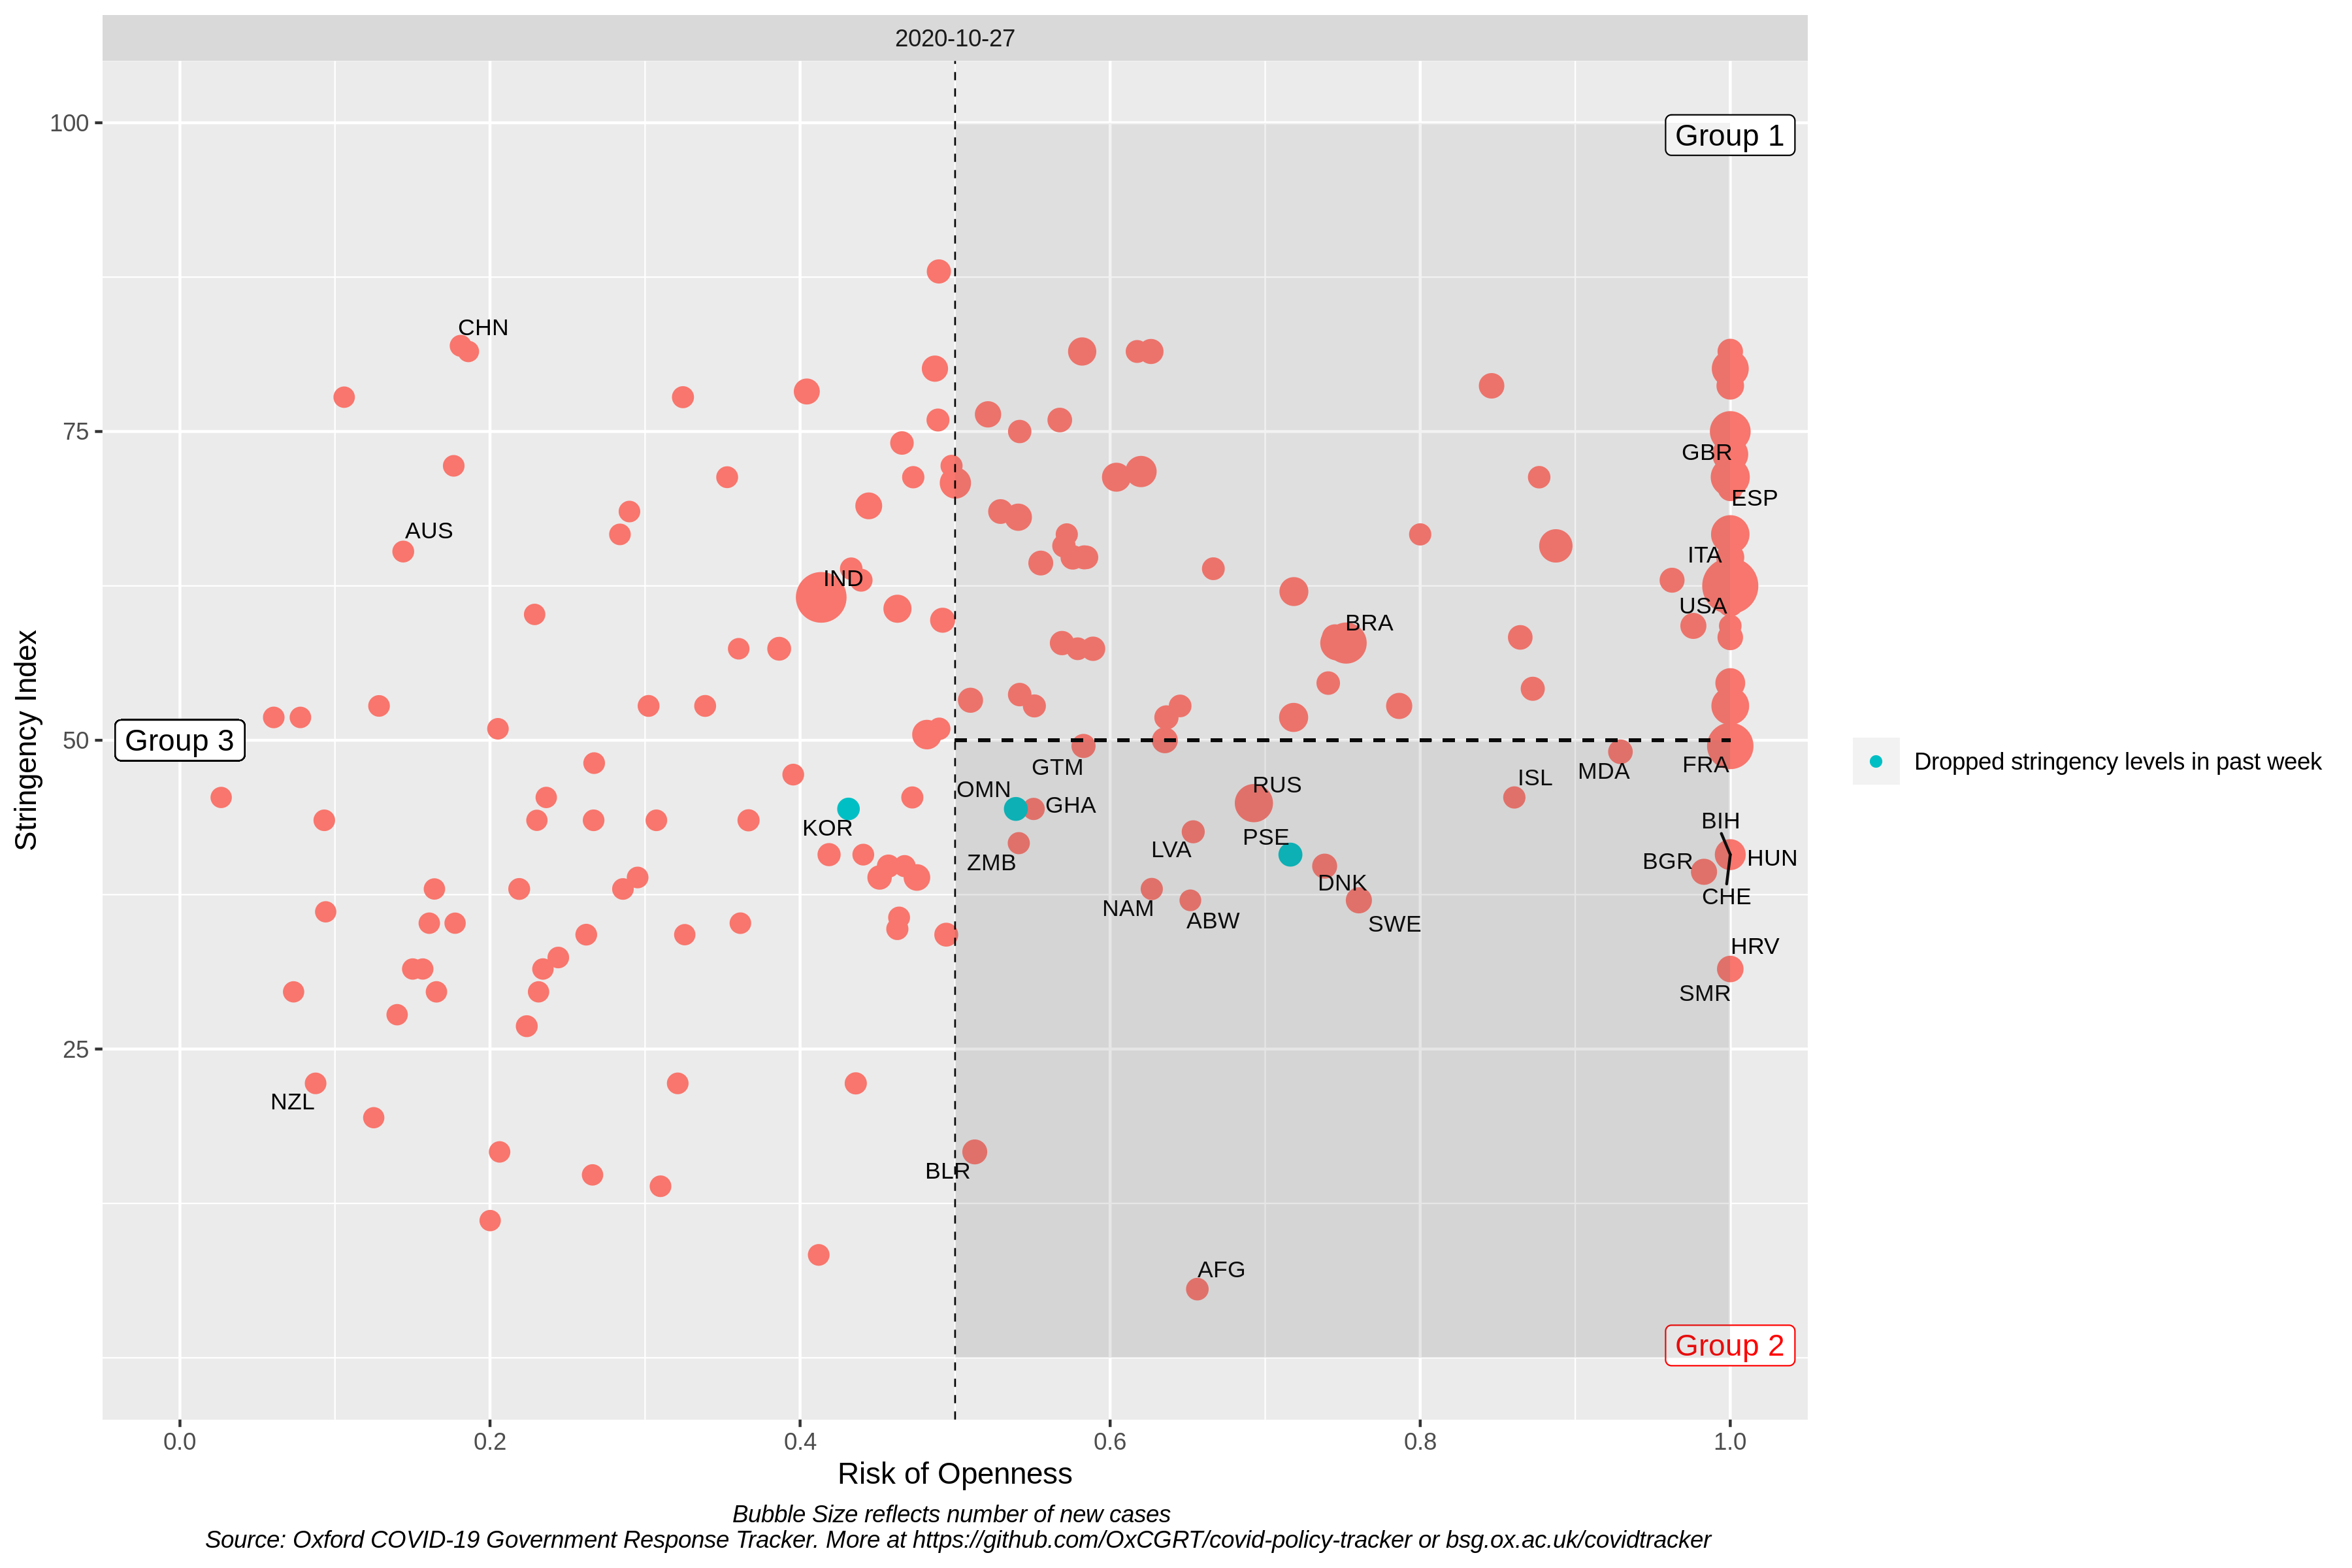 2020-10-27
100
Group 1
CHN
75
GBR
ESP
AUS
ITA
IND
USA
BRA
Stringency Index
50
Group 3
GTM
RUS
ISL
MDA
FRA
Dropped stringency levels in past week
OMN
GHA
KOR
PSE
BIH
LVA
ZMB
BGR
HUN
DNK
CHE
NAM
ABW
SWE
HRV
SMR
25
NZL
BLR
AFG
Group 2
0.0
0.2
0.4
0.6
0.8
1.0
Risk of Openness
Bubble Size reflects number of new cases
Source: Oxford COVID-19 Government Response Tracker. More at https://github.com/OxCGRT/covid-policy-tracker or bsg.ox.ac.uk/covidtracker